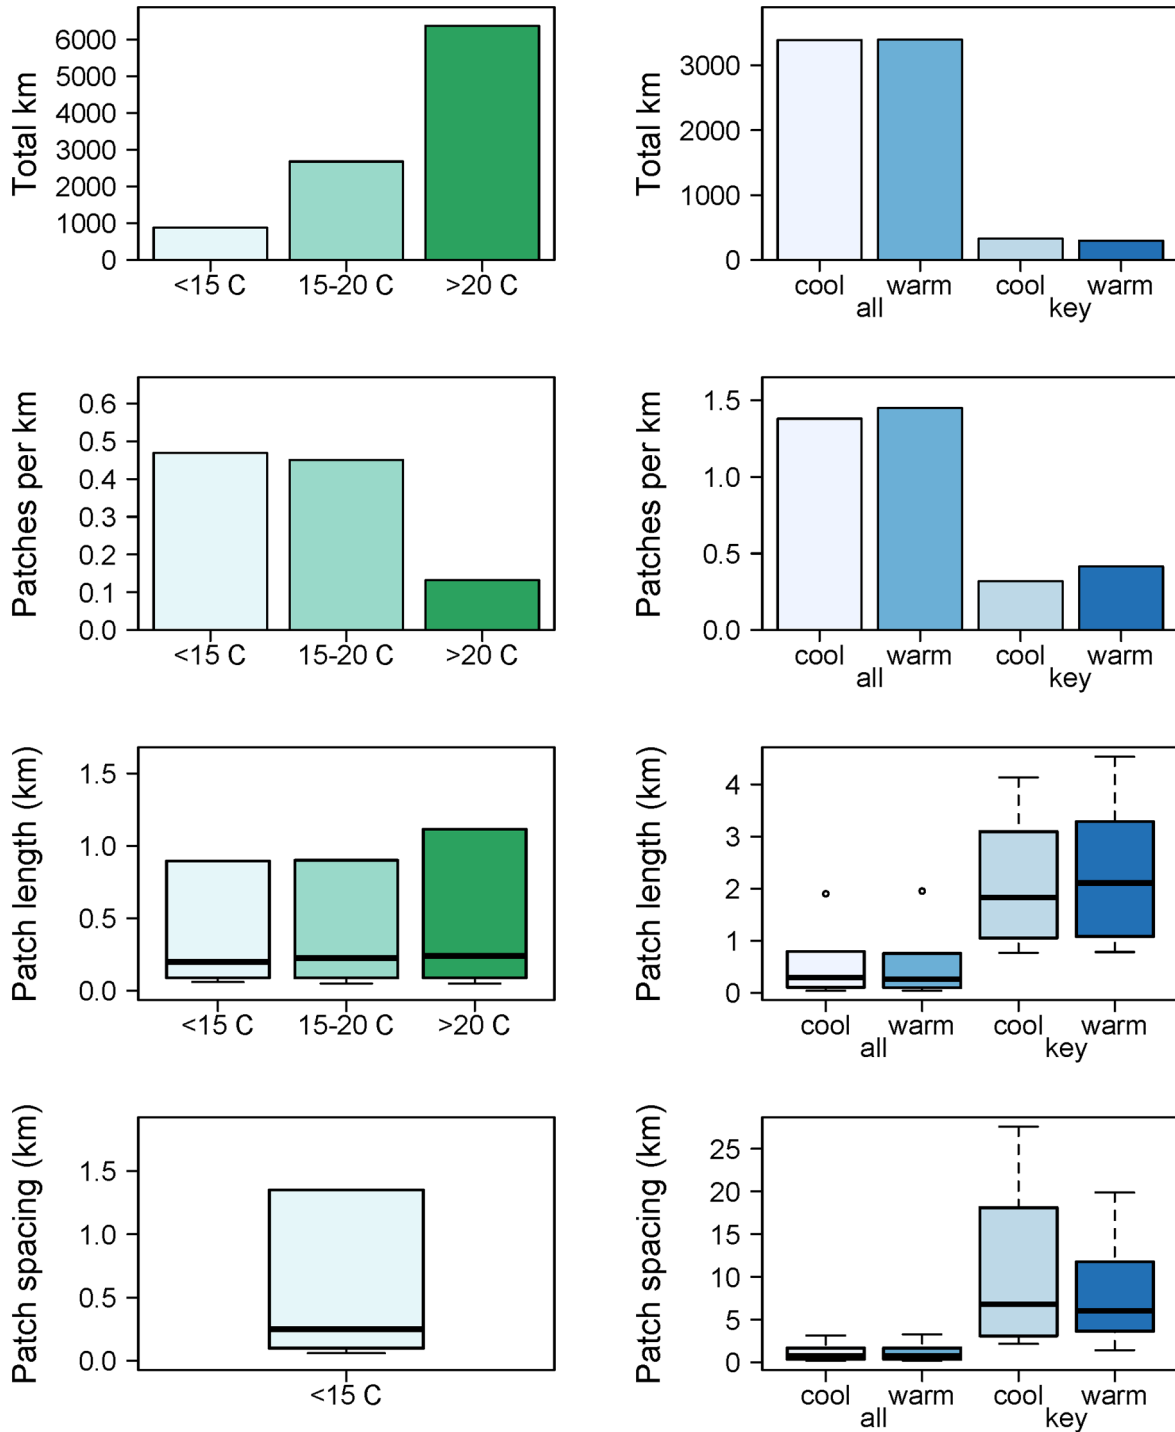 Total km
6000
5000
4000
3000
2000
1000
0
<15 C 15-20 C >20 C
Total km
3000
2000
1000
0
cool warm cool warm
all key
Patches per km
0.6
0.5
0.4
0.3
0.2
0.1
0.0
<15 C 15-20 C >20 C
Patches per km
1.5
1.0
0.5
0.0
cool warm cool warm
all key
Patch length (km)
1.5
1.0
0.5
0.0
<15 C 15-20 C >20 C
Patch length (km)
4
3
2
1
0
cool warm cool warm
all key
Patch spacing (km)
1.5
1.0
0.5
0.0
<15 C
Patch spacing (km)
25
20
15
10
5
0
cool warm cool warm
all key